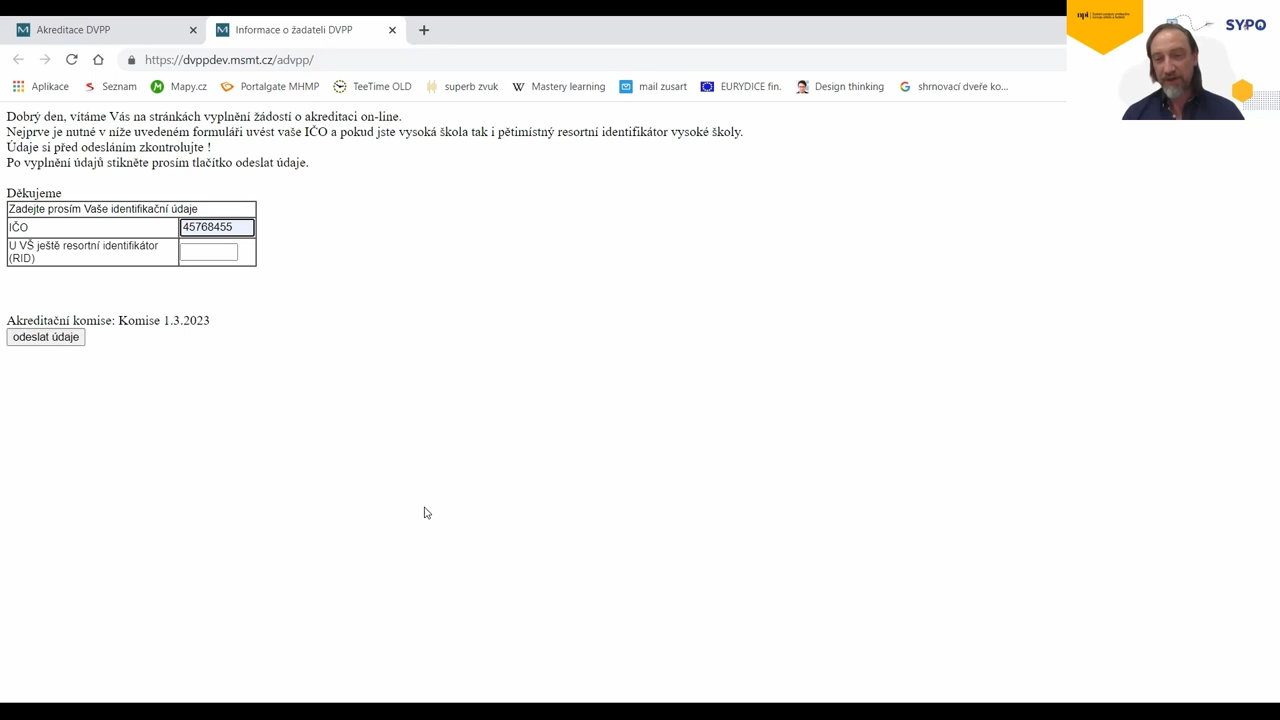 Akreditace DVPP
Informace o žadateli DVPP
https://dvppdev.msmt.cz/advpp/
Aplikace
Seznam
Mapy.cz
Portalgate MHMP
TeeTime OLD
superb zvuk
Mastery learning
mail zusart
EURYDICE fin.
Design thinking
shrnovací dveře ko...
npi
SYPO
Dobrý den, vítáme Vás na stránkách vyplnění žádostí o akreditaci on-line.
Nejprve je nutné v níže uvedeném formuláři uvést vaše IČO a pokud jste vysoká škola tak i pětimístný resortní identifikátor vysoké školy.
Údaje si před odesláním zkontrolujte !
Po vyplnění údajů stikněte prosím tlačítko odeslat údaje.
Děkujeme
Zadejte prosím Vaše identifikační údaje
IČO
45768455
U VŠ ještě resortní identifikátor
(RID)
Akreditační komise: Komise 1.3.2023
odeslat údaje